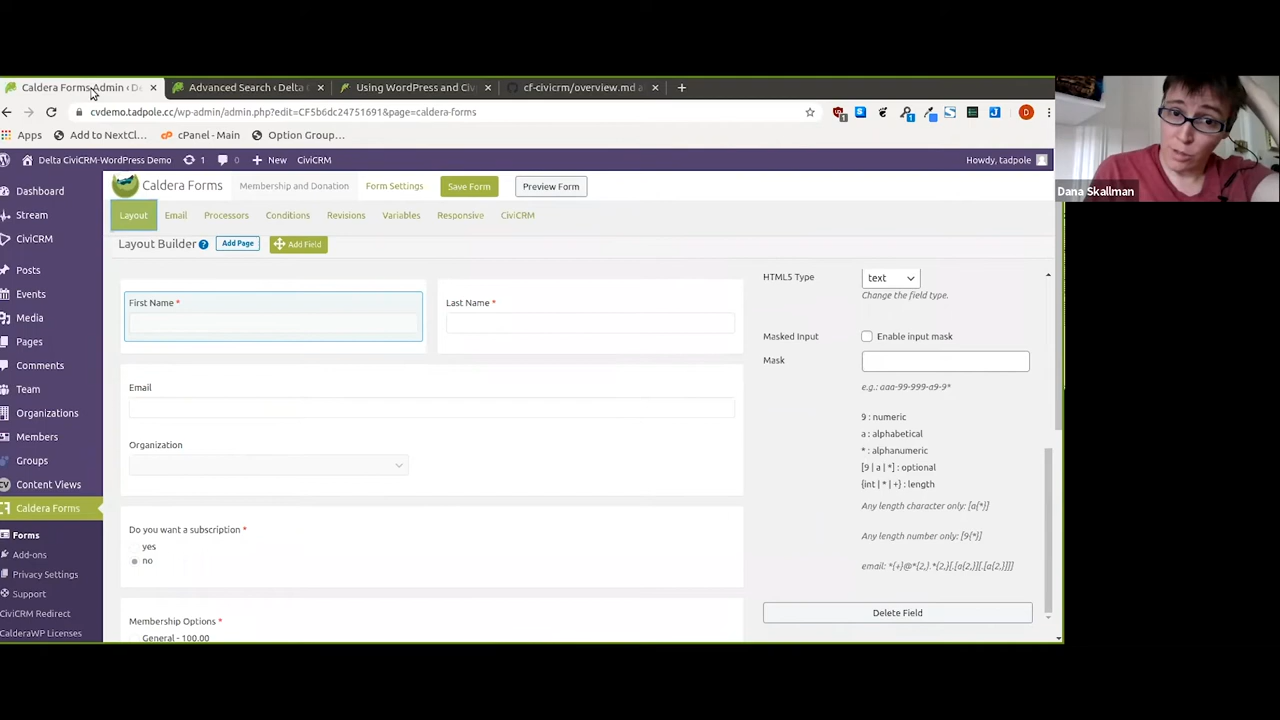 Caldera Forms Admin ‹ De
Advanced Search ‹ Delta C
Using WordPress and Civi
cf-civicrm/overview.md a
cvdemo.tadpole.cc/wp-admin/admin.php?edit=CF5b6dc24751691&page=caldera-forms
Apps
Add to NextCl...
cPanel - Main
Option Group...
Delta CiviCRM-WordPress Demo
1
0
New
CiviCRM
Howdy, tadpole
Dana Skallman
Dashboard
Stream
CiviCRM
Posts
Events
Media
Pages
Comments
Team
Organizations
Members
Groups
Content Views
Caldera Forms
Forms
Add-ons
Privacy Settings
Support
CiviCRM Redirect
CalderaWP Licenses
Caldera Forms
Membership and Donation
Form Settings
Save Form
Preview Form
Layout
Email
Processors
Conditions
Revisions
Variables
Responsive
CiviCRM
Layout Builder ?
Add Page
Add Field
First Name *
Last Name *
Email
Organization
Do you want a subscription *
yes
no
Membership Options *
General - 100.00
HTML5 Type
text
Change the field type.
Masked Input
Enable input mask
Mask
e.g.: aaa-99-999-a9-9*
9 : numeric
a : alphabetical
* : alphanumeric
[9 | a | *] : optional
{int | * | +} : length
Any length character only: [a{*}]
Any length number only: [9{*}]
email: *{+}@*{2,}.*{2,}[.[a{2,}][.[a{2,}]]]
Delete Field